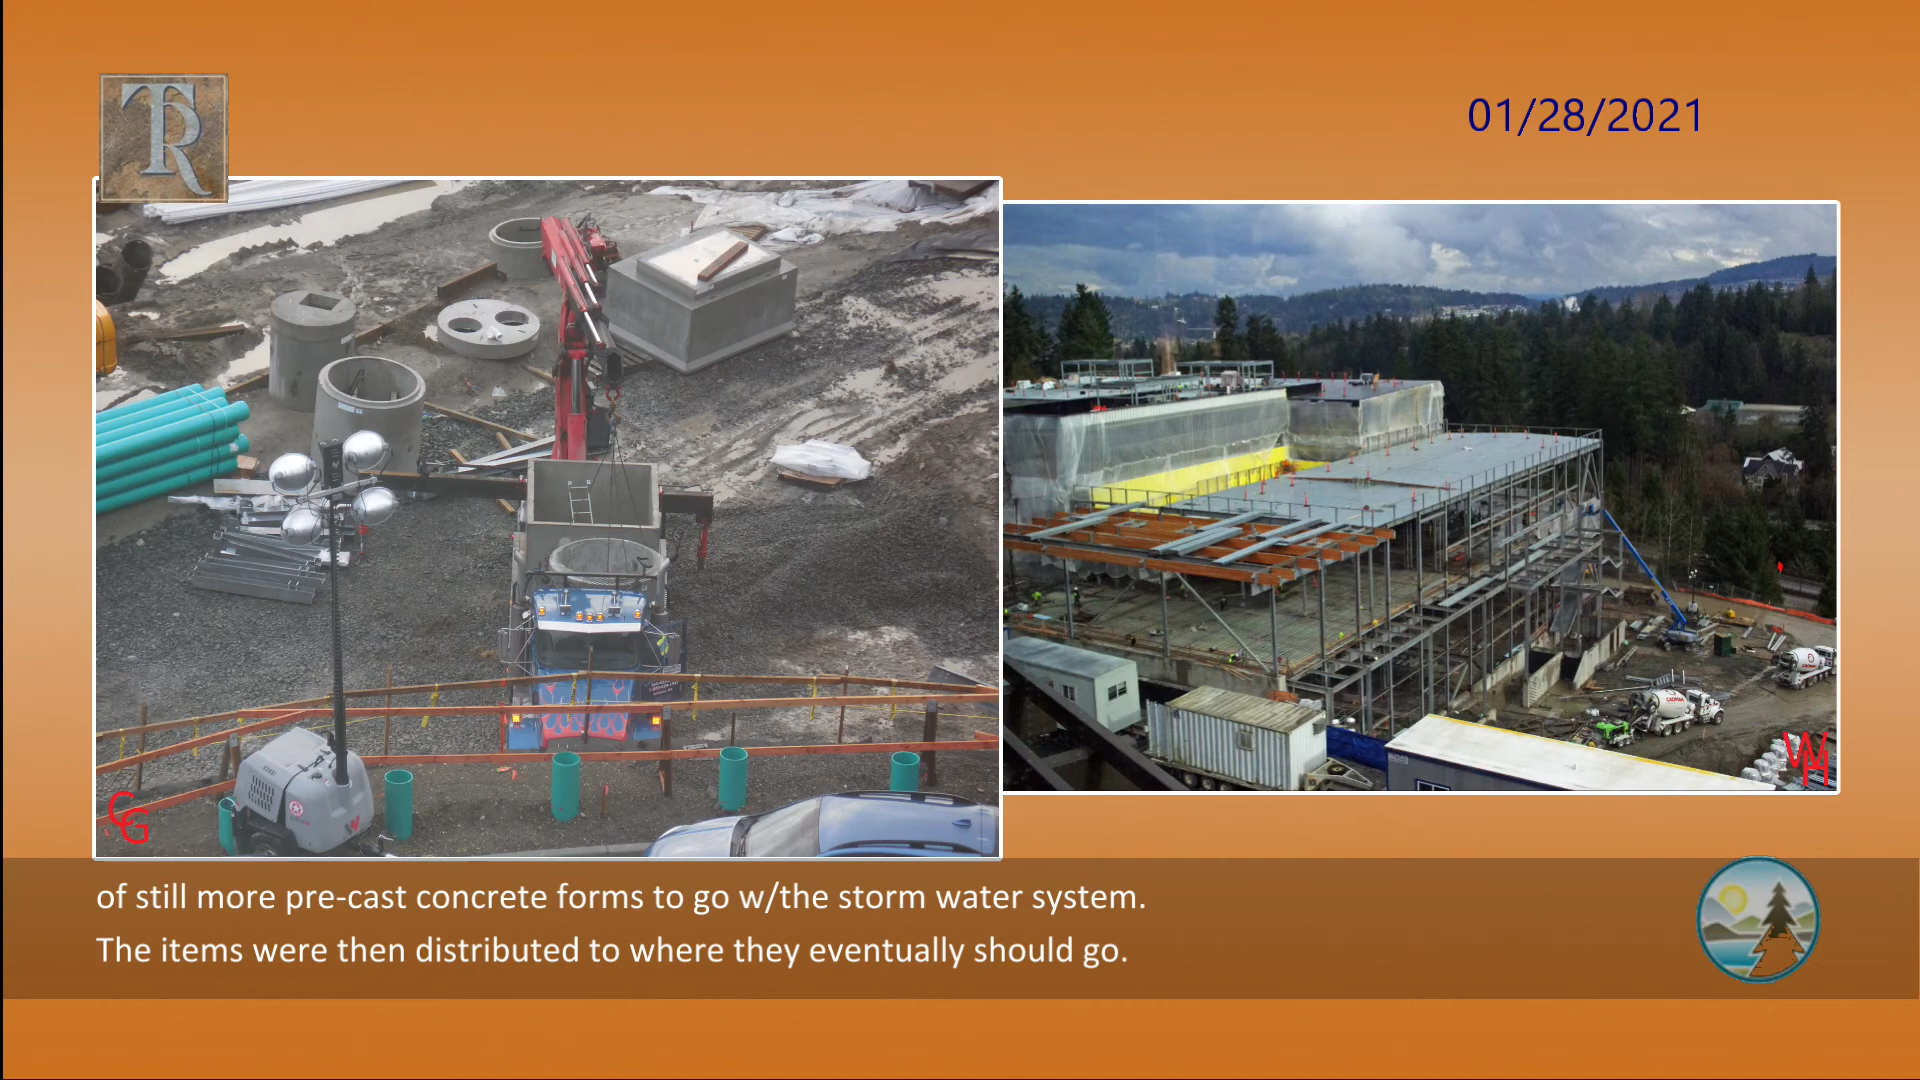 TR
01/28/2021
CG
WM
of still more pre-cast concrete forms to go w/the storm water system.
The items were then distributed to where they eventually should go.